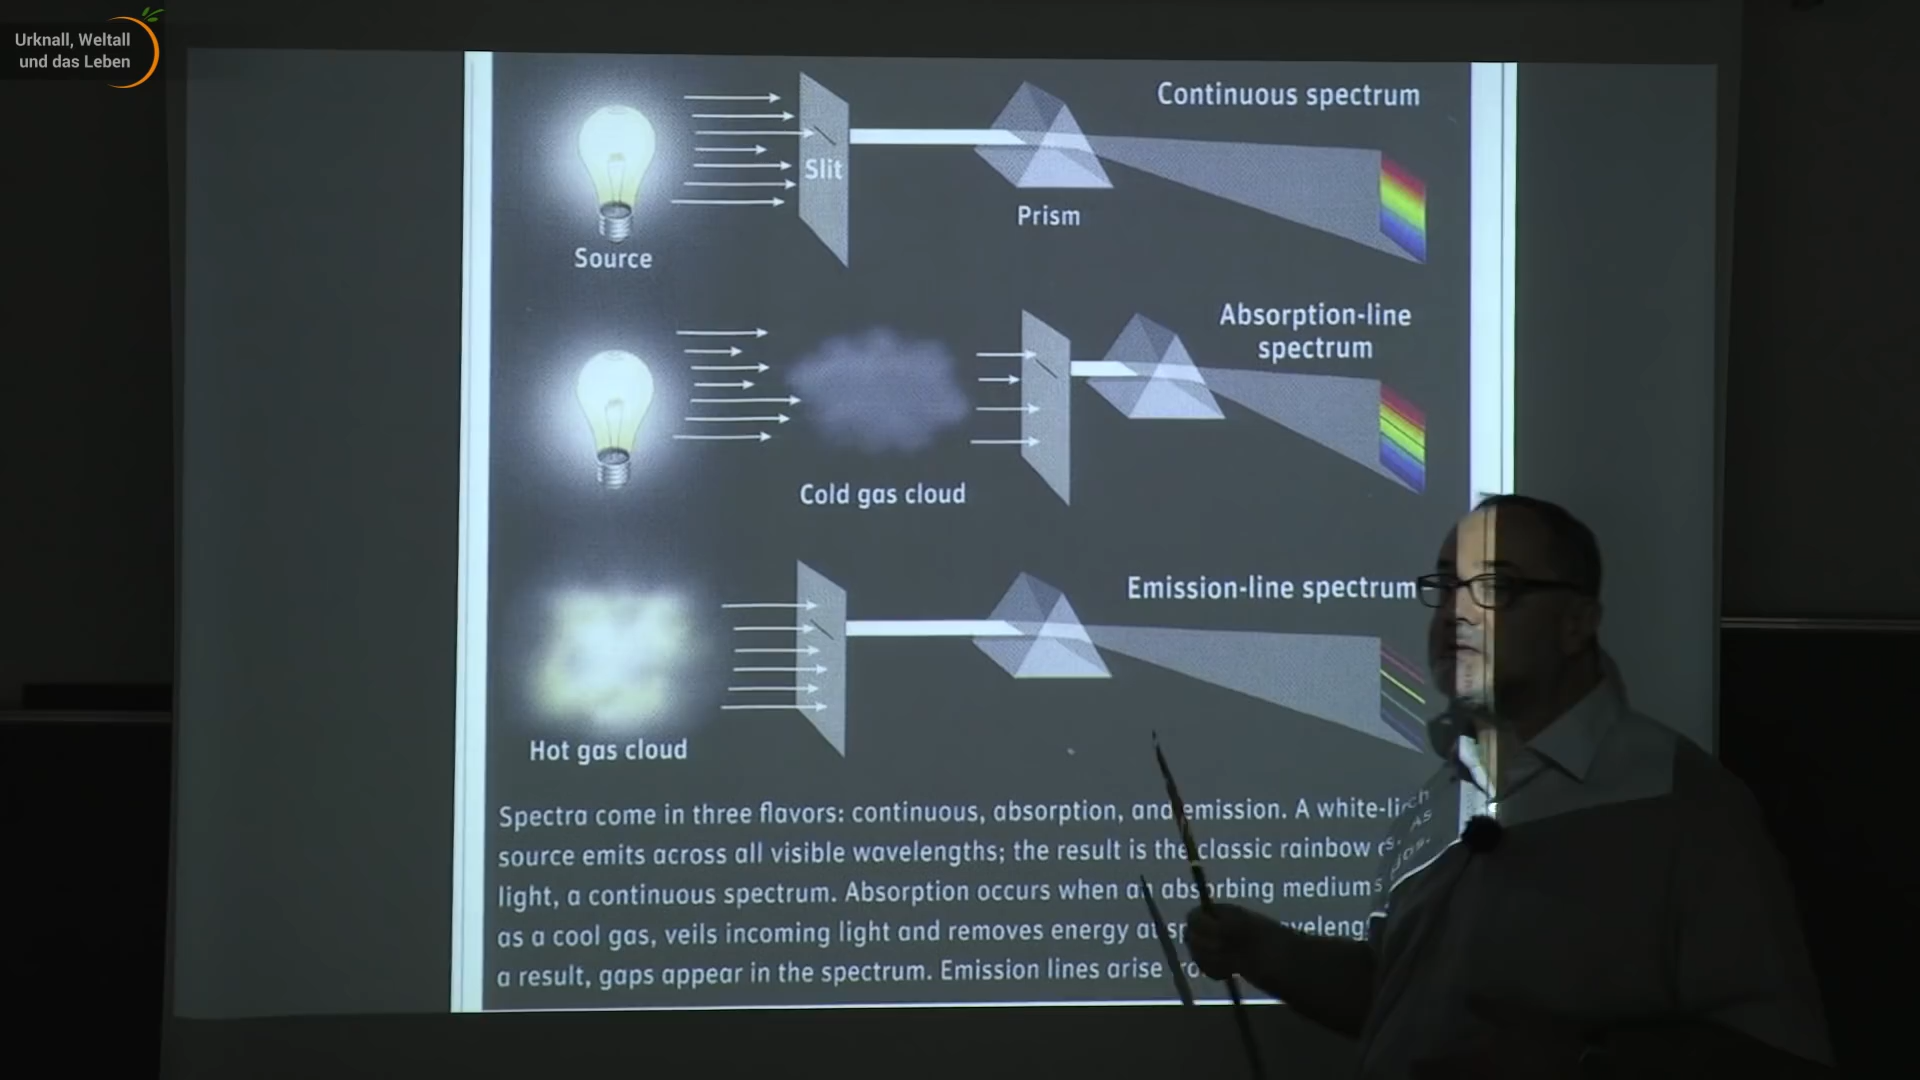 Urknall, Weltall
und das Leben
Continuous spectrum
Slit
Prism
Source
Absorption-line
spectrum
Cold gas cloud
Emission-line spectrum
Hot gas cloud
Spectra come in three flavors: continuous, absorption, and emission. A
source emits across all visible wavelengths; the result is the classic rainbow
light, a continuous spectrum. Absorption occurs when an absorbing medium
as a cool gas, veils incoming light and removes energy at
a result, gaps appear in the spectrum. Emission lines arise